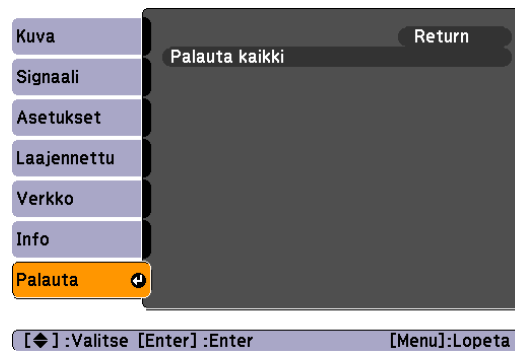 Kuva
Signaali
Asetukset
Laajennettu
Verkko
Info
Palauta
Return
Palauta kaikki
[◆] :Valitse [Enter] :Enter [Menu]:Lopeta